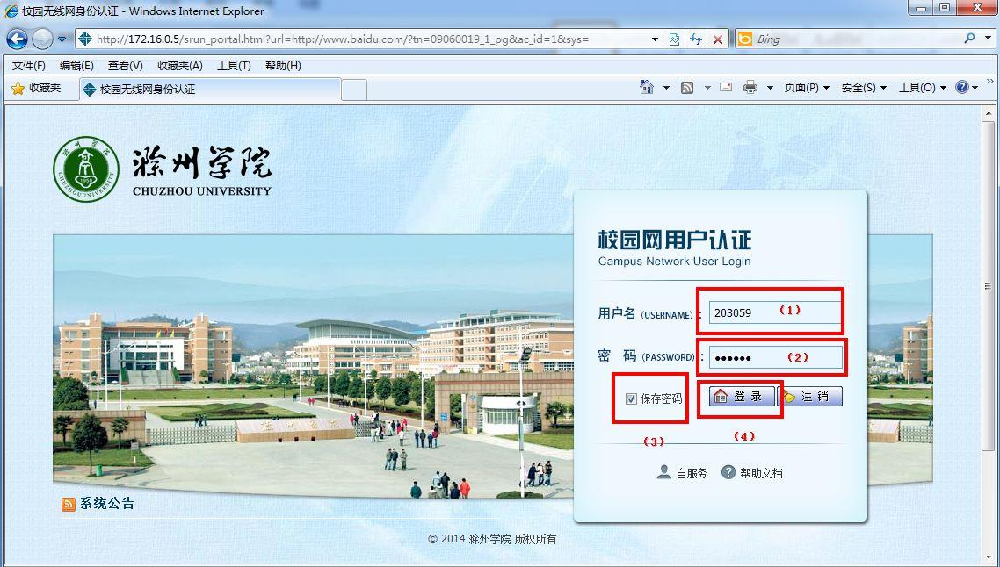 校园无线网身份认证 - Windows Internet Explorer
http://172.16.0.5/srun_portal.html?url=http://www.baidu.com/?tn=09060019_1_pg&ac_id=1&sys=
Bing
文件(F) 编辑(E) 查看(V) 收藏夹(A) 工具(T) 帮助(H)
收藏夹
校园无线网身份认证
页面(P) 安全(S) 工具(O)
滁州学院
CHUZHOU UNIVERSITY
校园网用户认证
Campus Network User Login
用户名 (USERNAME) : 203059 (1)
密 码 (PASSWORD) : •••••• (2)
保存密码 登 录 注 销
(3) (4)
自服务 帮助文档
系统公告
© 2014 滁州学院 版权所有